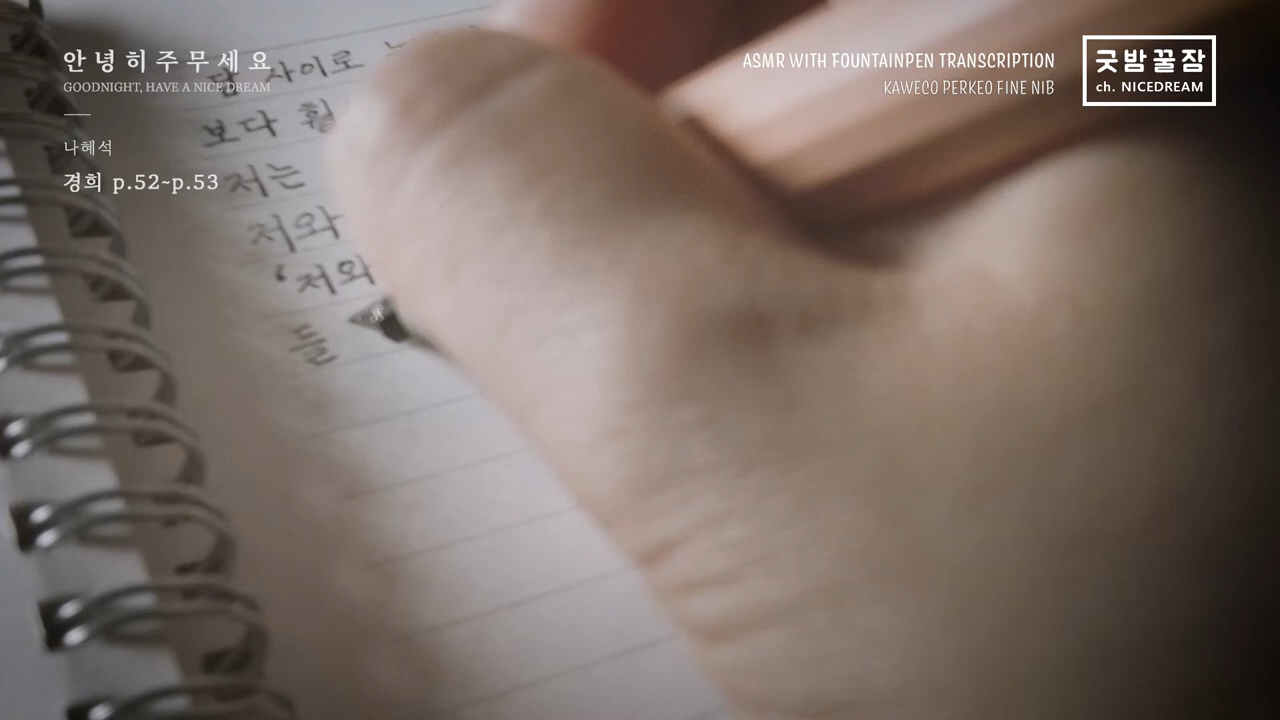 안녕히주무세요
GOODNIGHT, HAVE A NICE DREAM
나혜석
경희 p.52~p.53
ASMR WITH FOUNTAINPEN TRANSCRIPTION
KAWECO PERKEO FINE NIB
굿밤꿀잠
ch. NICEDREAM
사이로
보다 훨
저는
저와
‘저와
들